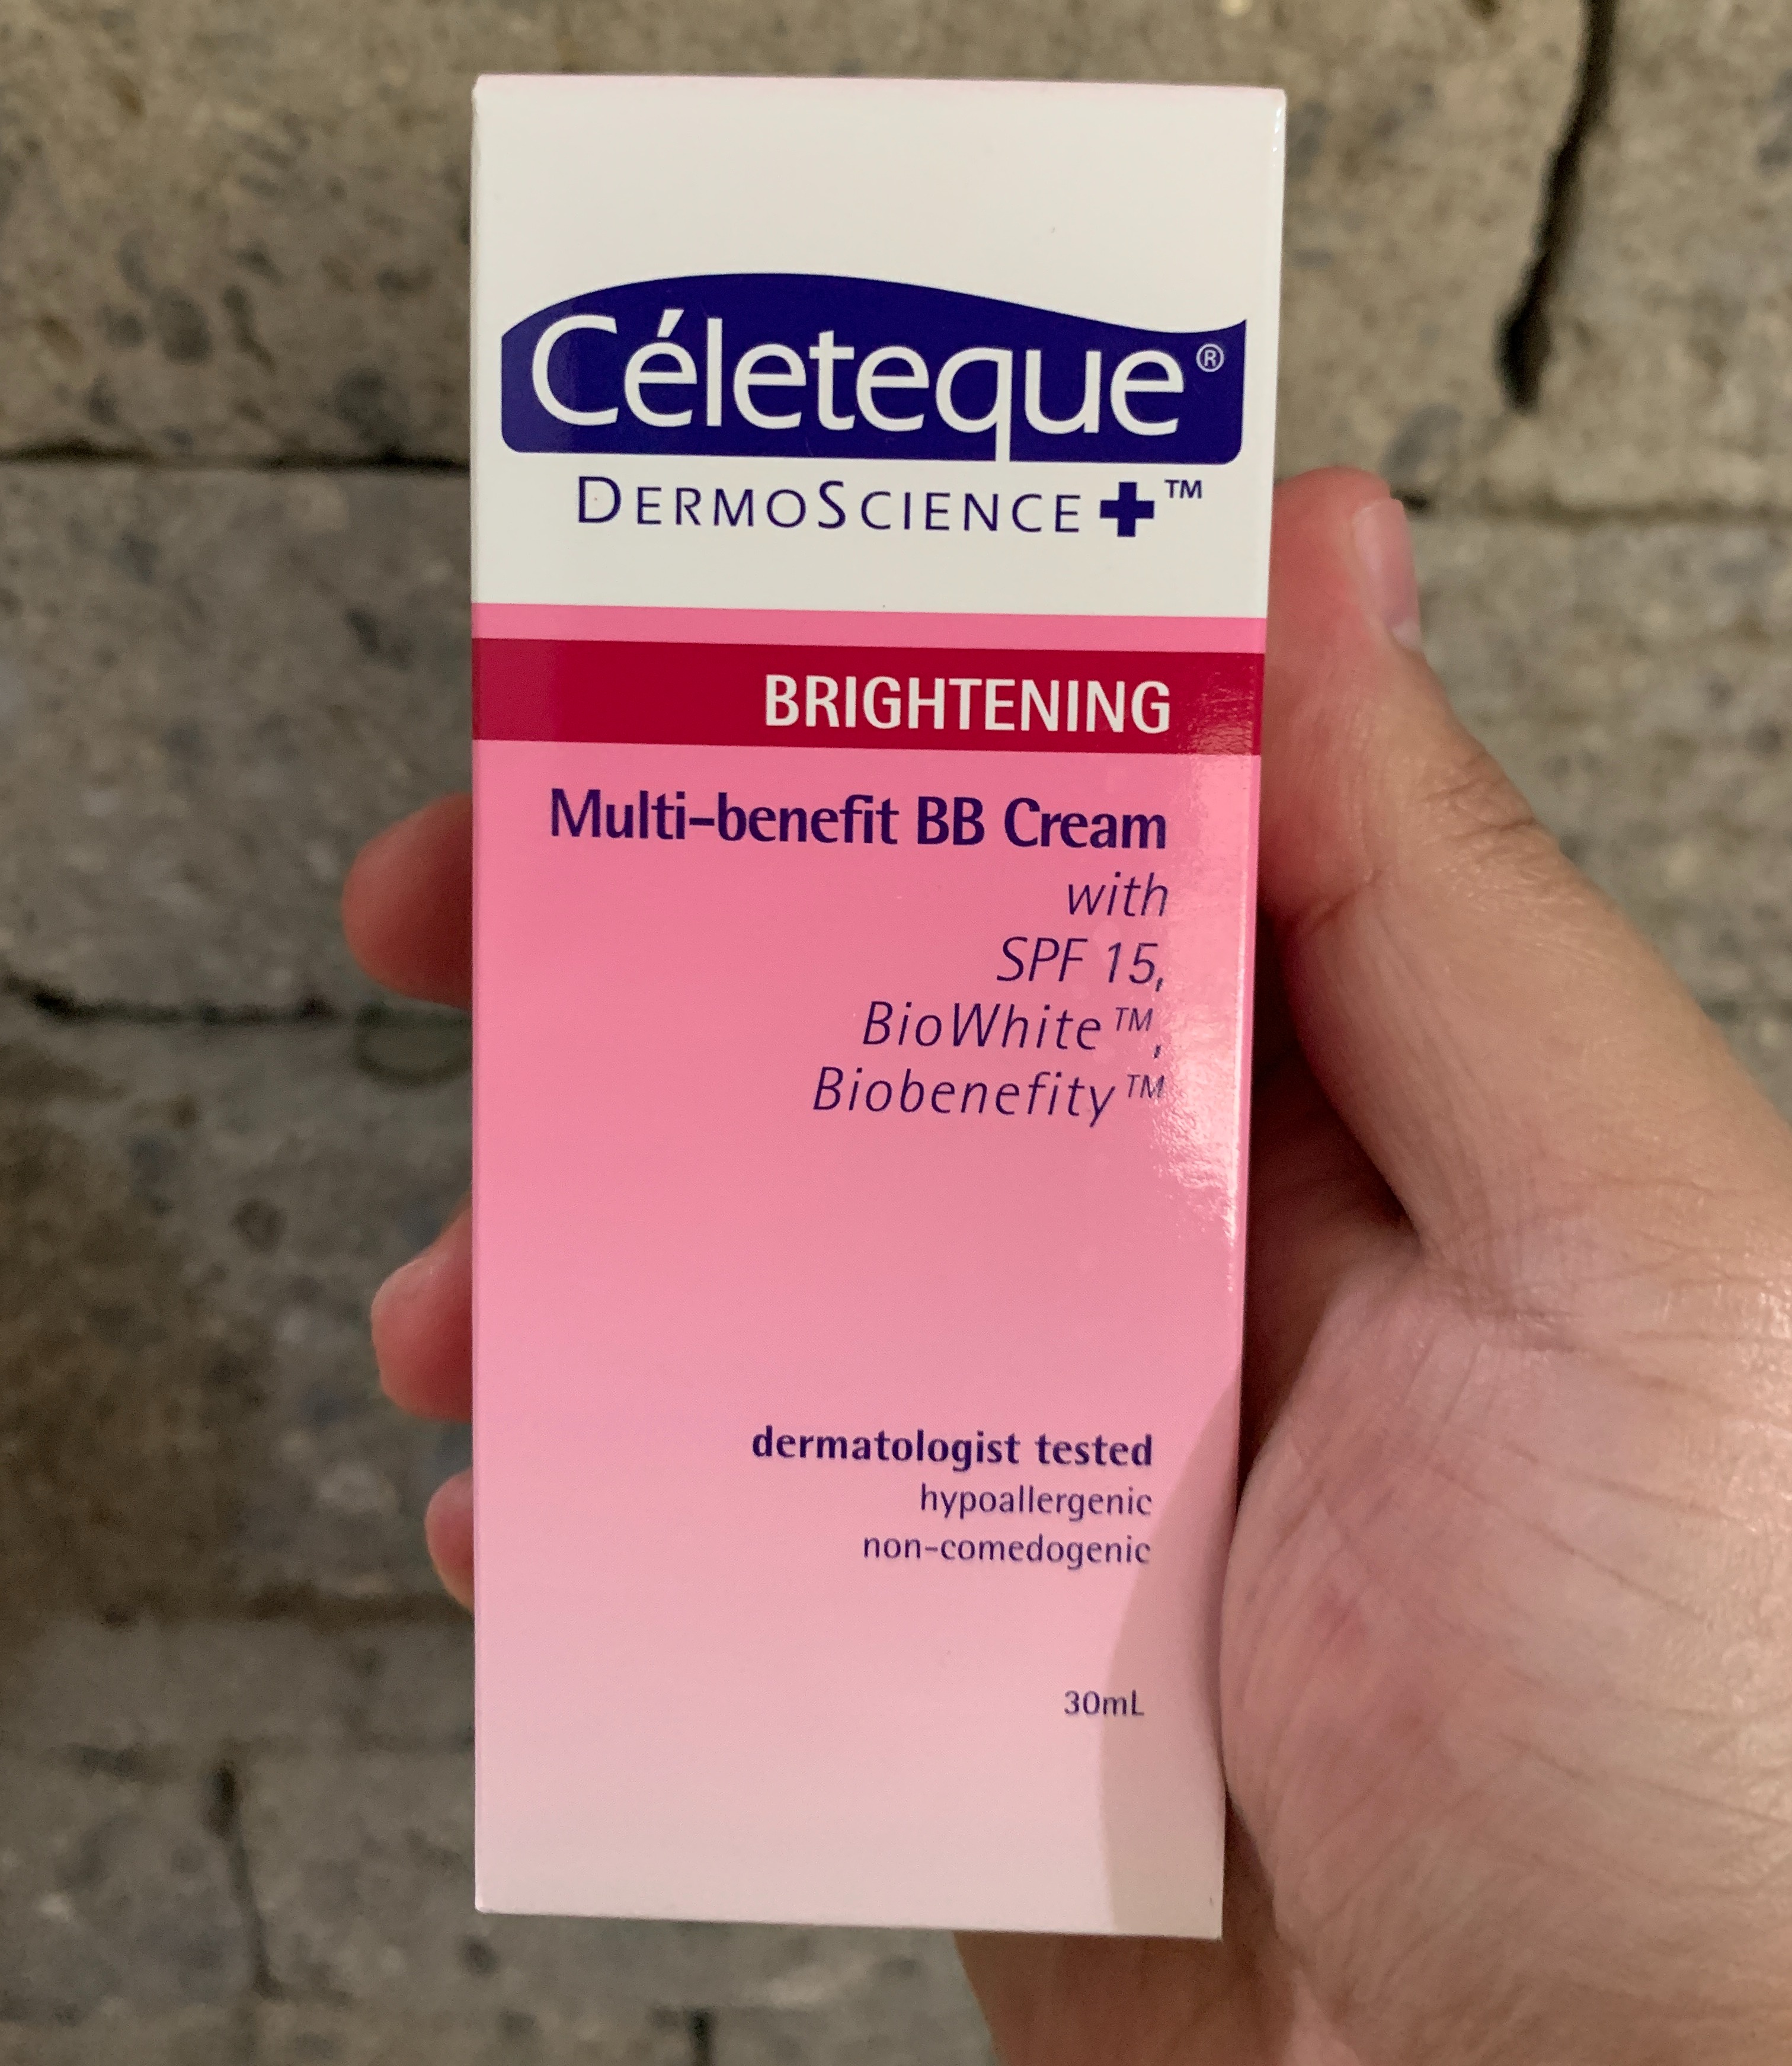 Céleteque®
DERMOSCIENCE✚™
BRIGHTENING
Multi-benefit BB Cream
with
SPF 15,
BioWhite™,
Biobenefity™
dermatologist tested
hypoallergenic
non-comedogenic
30mL